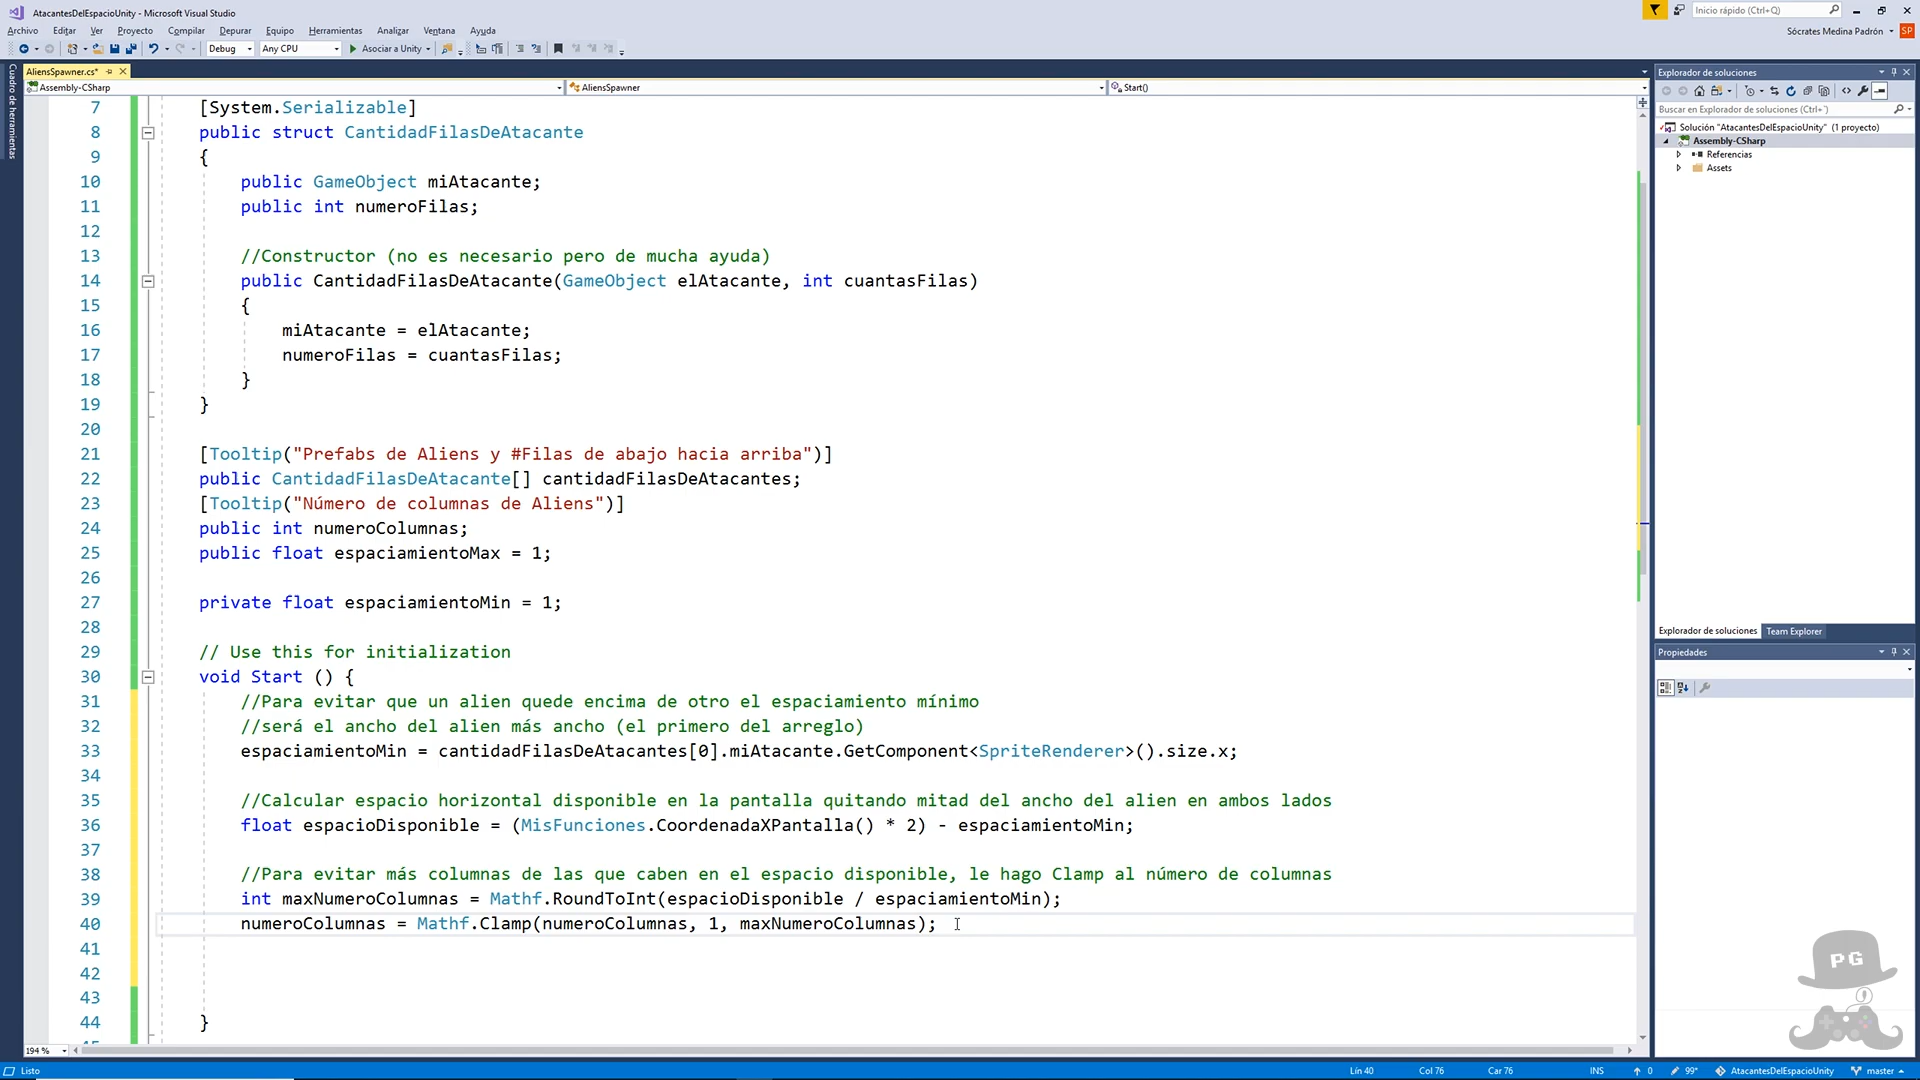 AtacantesDelEspacioUnity - Microsoft Visual Studio
Inicio rápido (Ctrl+Q)
Archivo Editar Ver Proyecto Compilar Depurar Equipo Herramientas Analizar Ventana Ayuda
Sócrates Medina Padrón SP
Debug Any CPU Asociar a Unity
Cuadro de herramientas
AliensSpawner.cs*
Assembly-CSharp AliensSpawner Start()
7 [System.Serializable]
8 public struct CantidadFilasDeAtacante
9 {
10 public GameObject miAtacante;
11 public int numeroFilas;
12
13 //Constructor (no es necesario pero de mucha ayuda)
14 public CantidadFilasDeAtacante(GameObject elAtacante, int cuantasFilas)
15 {
16 miAtacante = elAtacante;
17 numeroFilas = cuantasFilas;
18 }
19 }
20
21 [Tooltip("Prefabs de Aliens y #Filas de abajo hacia arriba")]
22 public CantidadFilasDeAtacante[] cantidadFilasDeAtacantes;
23 [Tooltip("Número de columnas de Aliens")]
24 public int numeroColumnas;
25 public float espaciamientoMax = 1;
26
27 private float espaciamientoMin = 1;
28
29 // Use this for initialization
30 void Start () {
31 //Para evitar que un alien quede encima de otro el espaciamiento mínimo
32 //será el ancho del alien más ancho (el primero del arreglo)
33 espaciamientoMin = cantidadFilasDeAtacantes[0].miAtacante.GetComponent<SpriteRenderer>().size.x;
34
35 //Calcular espacio horizontal disponible en la pantalla quitando mitad del ancho del alien en ambos lados
36 float espacioDisponible = (MisFunciones.CoordenadaXPantalla() * 2) - espaciamientoMin;
37
38 //Para evitar más columnas de las que caben en el espacio disponible, le hago Clamp al número de columnas
39 int maxNumeroColumnas = Mathf.RoundToInt(espacioDisponible / espaciamientoMin);
40 numeroColumnas = Mathf.Clamp(numeroColumnas, 1, maxNumeroColumnas);
41
42
43
44 }
194 %
Explorador de soluciones
Buscar en Explorador de soluciones (Ctrl+´)
Solución "AtacantesDelEspacioUnity" (1 proyecto)
Assembly-CSharp
Referencias
Assets
Explorador de soluciones Team Explorer
Propiedades
PG
Listo Lín 40 Col 76 Car 76 INS 0 99* AtacantesDelEspacioUnity master